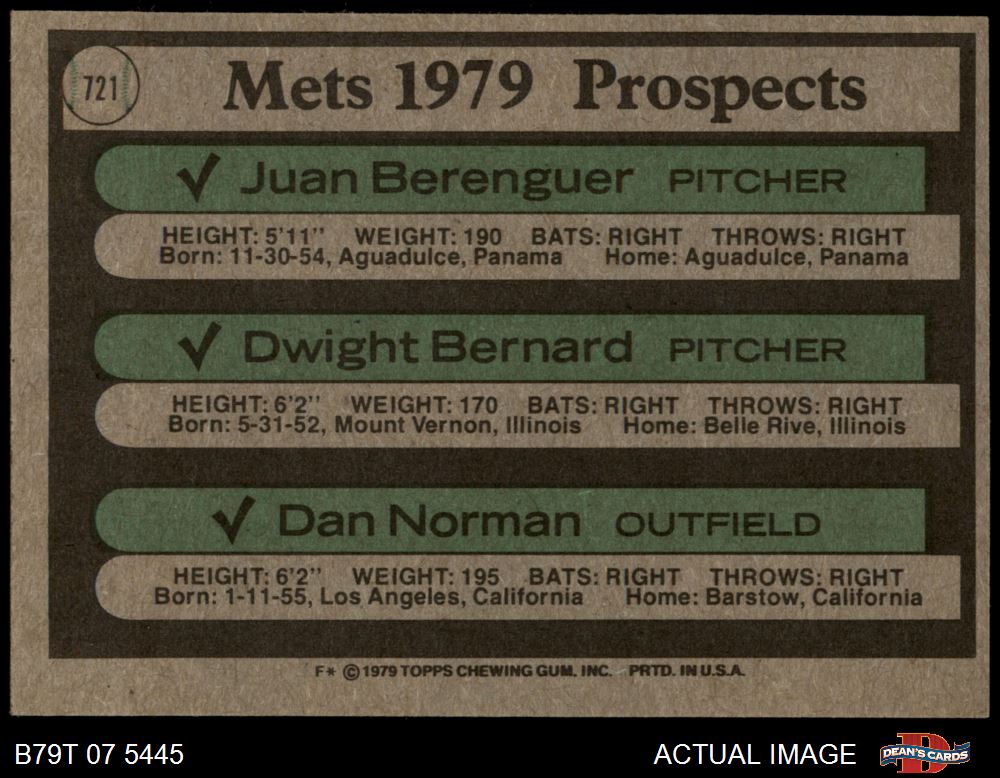 721
Mets 1979 Prospects
Juan Berenguer PITCHER
HEIGHT: 5'11" WEIGHT: 190 BATS: RIGHT THROWS: RIGHT
Born: 11-30-54, Aguadulce, Panama Home: Aguadulce, Panama
Dwight Bernard PITCHER
HEIGHT: 6'2" WEIGHT: 170 BATS: RIGHT THROWS: RIGHT
Born: 5-31-52, Mount Vernon, Illinois Home: Belle Rive, Illinois
Dan Norman OUTFIELD
HEIGHT: 6'2" WEIGHT: 195 BATS: RIGHT THROWS: RIGHT
Born: 1-11-55, Los Angeles, California Home: Barstow, California
F* © 1979 TOPPS CHEWING GUM. INC. PRTD. IN U.S.A.
B79T 07 5445 ACTUAL IMAGE DEAN'S CARDS